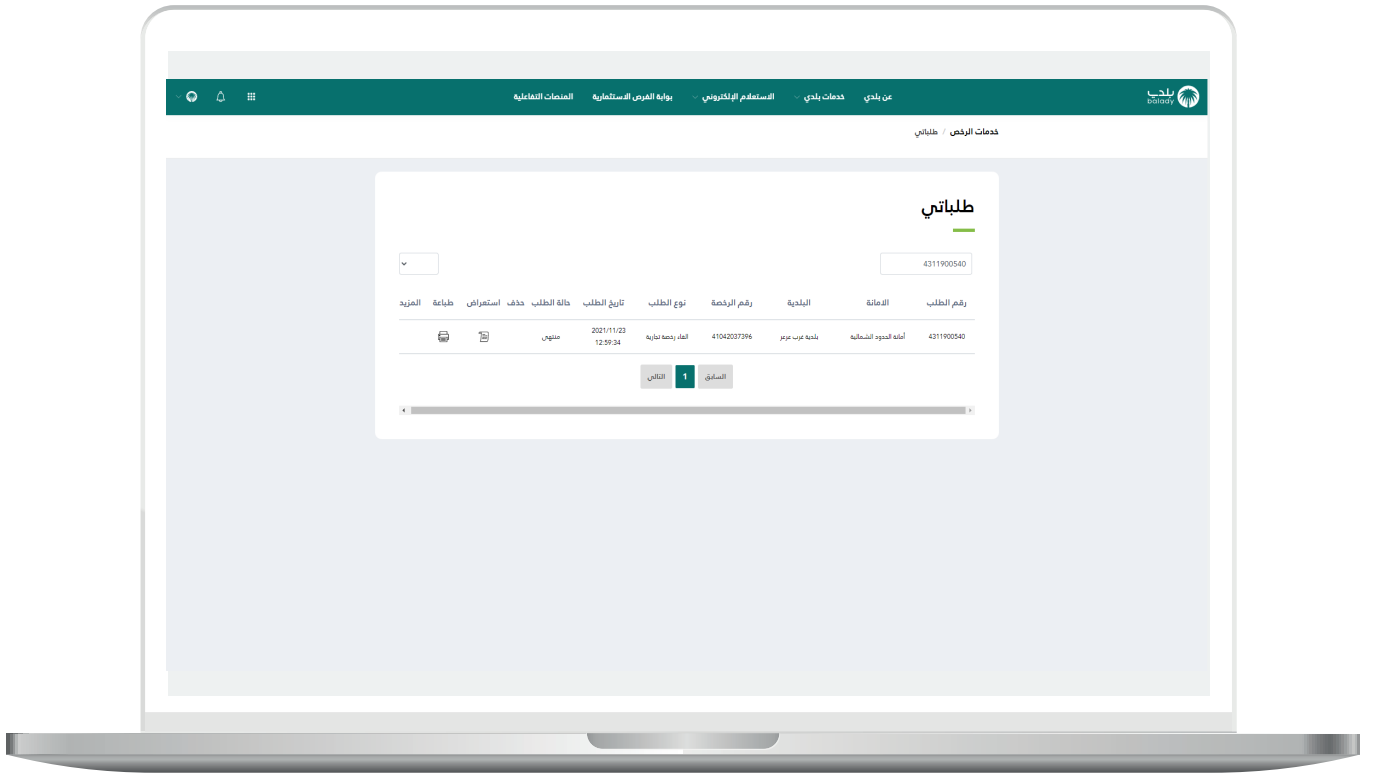 بلدي
balady
عن بلدي خدمات بلدي الاستعلام الإلكتروني بوابة الفرص الاستثمارية المنصات التفاعلية
خدمات الرخص / طلباتي
طلباتي
4311900540
رقم الطلب الامانة البلدية رقم الرخصة نوع الطلب تاريخ الطلب حالة الطلب حذف استعراض طباعة المزيد
4311900540 أمانة الحدود الشمالية بلدية غرب عرعر 41042037396 الغاء رخصة تجارية 2021/11/23 12:59:34 منتهي
السابق 1 التالي